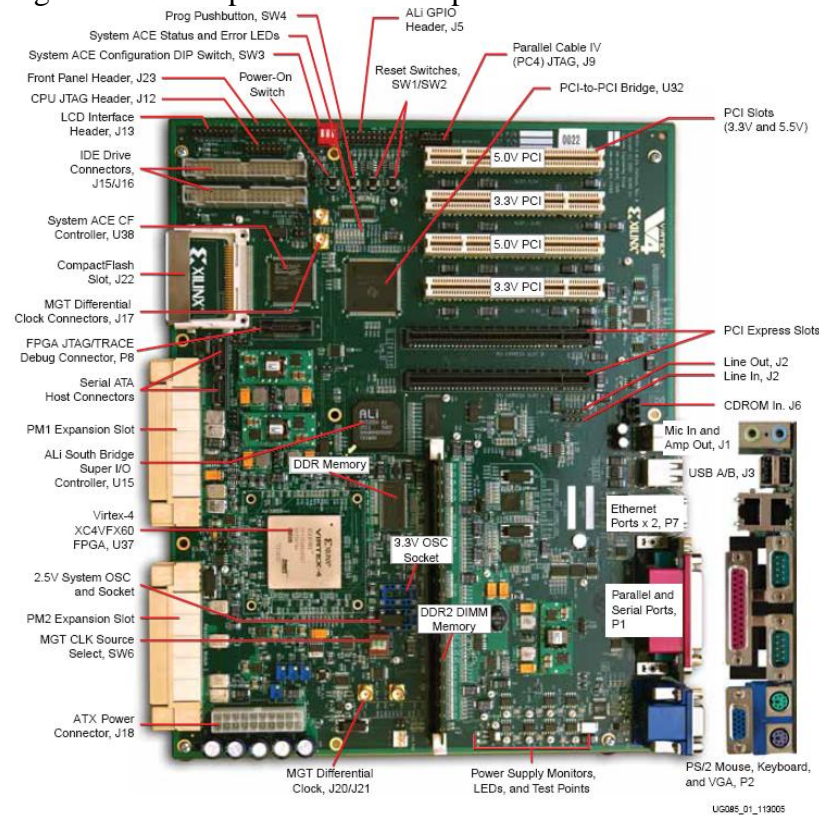 Prog Pushbutton, SW4
System ACE Status and Error LEDs
System ACE Configuration DIP Switch, SW3
Front Panel Header, J23
CPU JTAG Header, J12
LCD Interface
Header, J13
IDE Drive
Connectors,
J15/J16
System ACE CF
Controller, U38
CompactFlash
Slot, J22
MGT Differential
Clock Connectors, J17
FPGA JTAG/TRACE
Debug Connector, P8
Serial ATA
Host Connectors
PM1 Expansion Slot
ALi South Bridge
Super I/O
Controller, U15
Virtex-4
XC4VFX60
FPGA, U37
2.5V System OSC
and Socket
PM2 Expansion Slot
MGT CLK Source
Select, SW6
ATX Power
Connector, J18
Power-On
Switch
ALi GPIO
Header, J5
Reset Switches,
SW1/SW2
Parallel Cable IV
(PC4) JTAG, J9
PCI-to-PCI Bridge, U32
PCI Slots
(3.3V and 5.5V)
0022
5.0V PCI
3.3V PCI
5.0V PCI
3.3V PCI
XILINX
XILINX
ALi
DDR Memory
XILINX
VIRTEX-4
3.3V OSC
Socket
DDR2 DIMM
Memory
PCI Express Slots
Line Out, J2
Line In, J2
CDROM In. J6
Mic In and
Amp Out, J1
USB A/B, J3
Ethernet
Ports x 2, P7
Parallel and
Serial Ports,
P1
PS/2 Mouse, Keyboard,
and VGA, P2
MGT Differential
Clock, J20/J21
Power Supply Monitors,
LEDs, and Test Points
UG085_01_113005